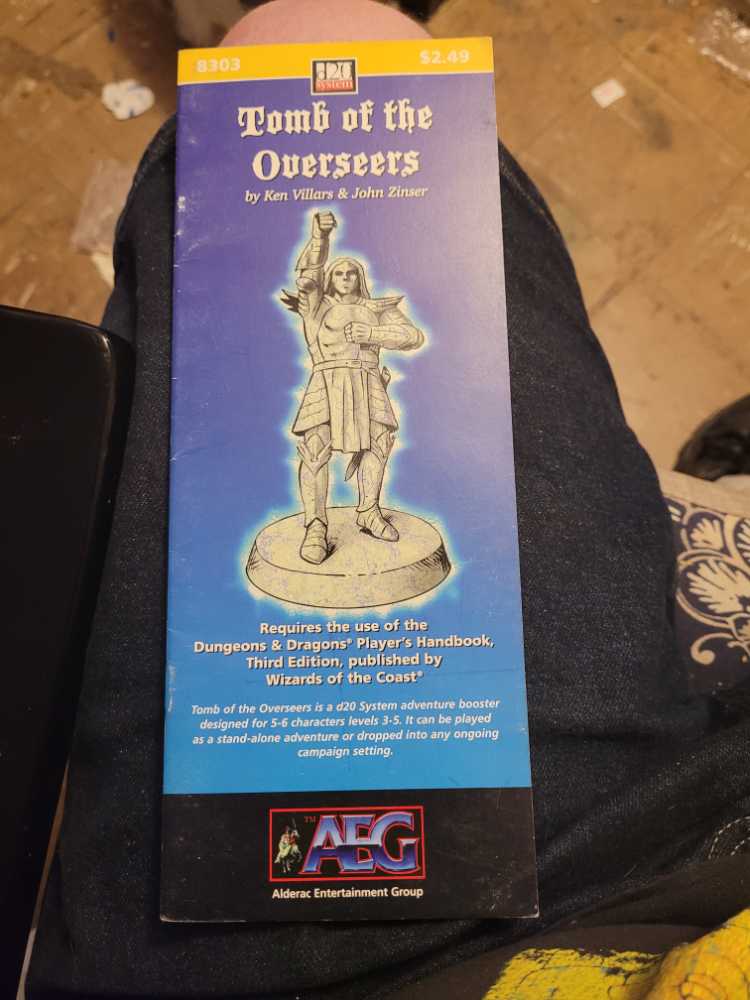 8303
$2.49
d20
system
Tomb of the
Overseers
by Ken Villars & John Zinser
Requires the use of the
Dungeons & Dragons® Player's Handbook,
Third Edition, published by
Wizards of the Coast®
Tomb of the Overseers is a d20 System adventure booster
designed for 5-6 characters levels 3-5. It can be played
as a stand-alone adventure or dropped into any ongoing
campaign setting.
TM
AEG
Alderac Entertainment Group